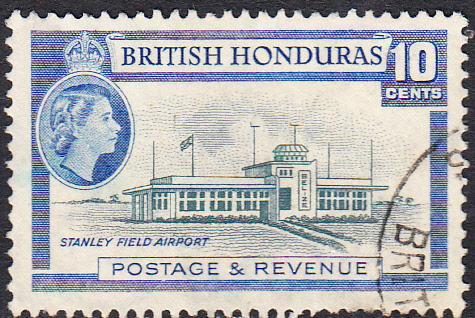 BRITISH HONDURAS
10
CENTS
BELIZE
STANLEY FIELD AIRPORT
POSTAGE & REVENUE
BRIT